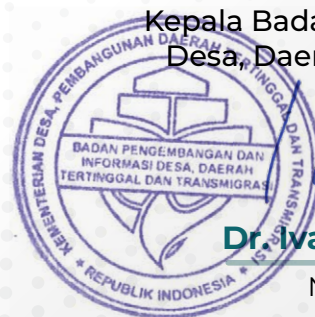 Kepala Bada
Desa, Daer
KEMENTERIAN DESA, PEMBANGUNAN DAERAH TERTINGGAL DAN TRANSMIGRASI
BADAN PENGEMBANGAN DAN
INFORMASI DESA, DAERAH
TERTINGGAL DAN TRANSMIGRASI
Dr. Iva
N
* REPUBLIK INDONESIA *